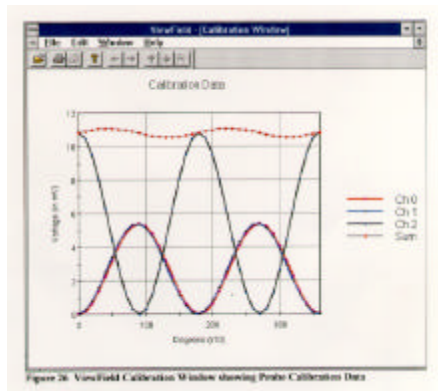 ViewField - [Calibration Window]
File Edit Window Help
Calibration Data
12
10
8
6
4
2
0
Voltage (in mV)
0 100 200 300
Degrees (x10)
Ch 0
Ch 1
Ch 2
Sum
Figure 26 ViewField Calibration Window showing Probe Calibration Data